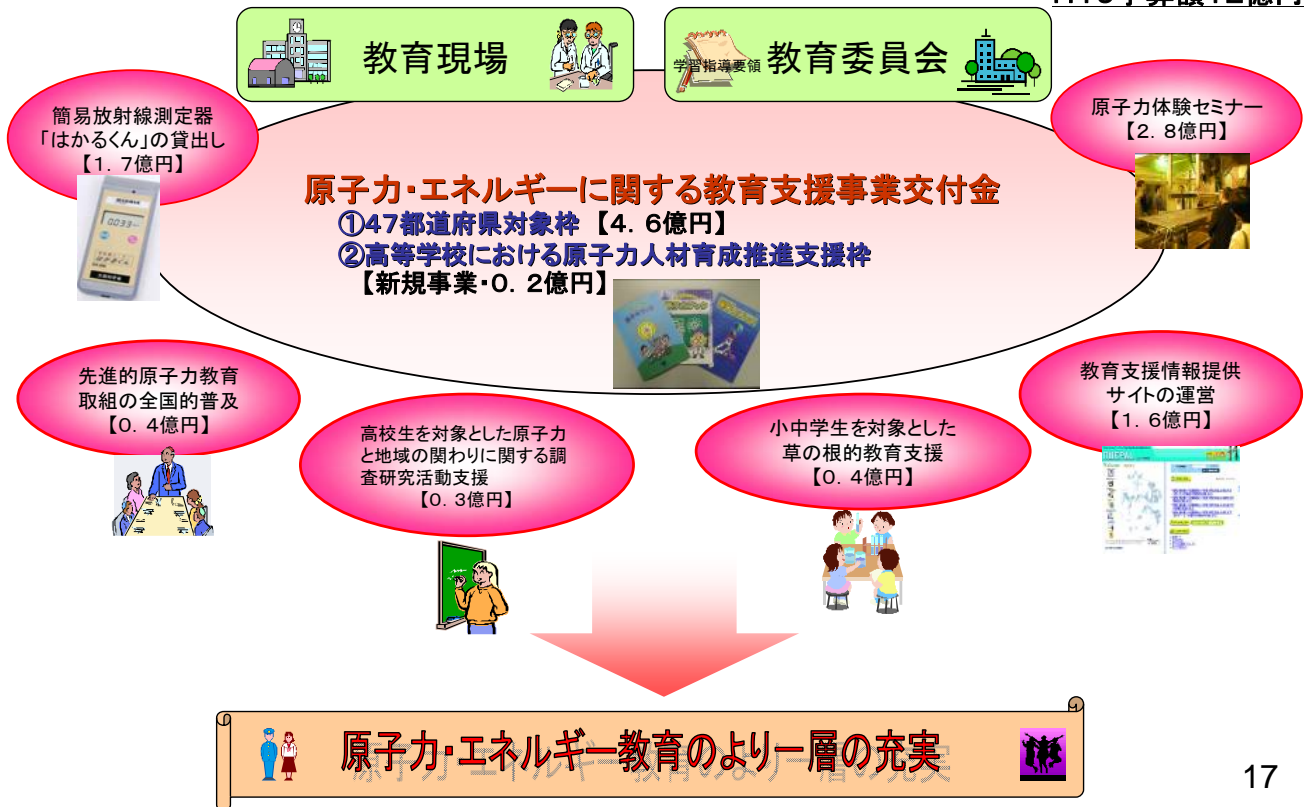 教育現場
学習指導要領
教育委員会
簡易放射線測定器
「はかるくん」の貸出し
【1．7億円】
原子力体験セミナー
【2．8億円】
原子力・エネルギーに関する教育支援事業交付金
①47都道府県対象枠【4．6億円】
②高等学校における原子力人材育成推進支援枠
【新規事業・0．2億円】
先進的原子力教育
取組の全国的普及
【0．4億円】
高校生を対象とした原子力
と地域の関わりに関する調
査研究活動支援
【0．3億円】
小中学生を対象とした
草の根的教育支援
【0．4億円】
教育支援情報提供
サイトの運営
【1．6億円】
原子力・エネルギー教育のより一層の充実
17